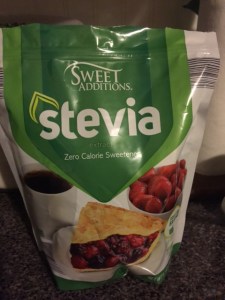 SWEET
ADDITIONS.
stevia
Zero Calorie Sweetener